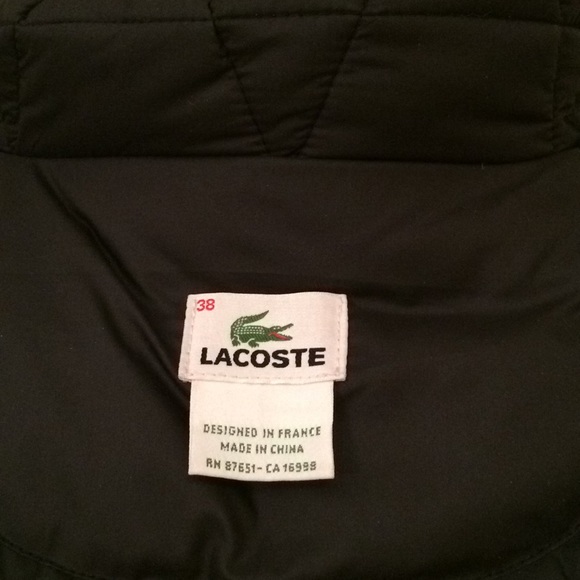 38
LACOSTE
DESIGNED IN FRANCE
MADE IN CHINA
RN 87651-CA 16998